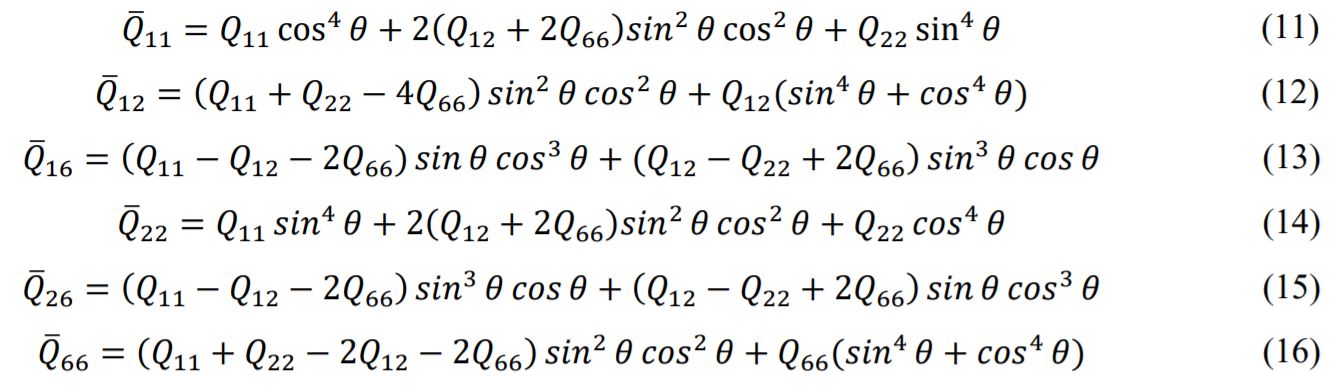 Q̄₁₁ = Q₁₁ cos⁴ θ + 2(Q₁₂ + 2Q₆₆)sin² θ cos² θ + Q₂₂ sin⁴ θ (11)
Q̄₁₂ = (Q₁₁ + Q₂₂ − 4Q₆₆) sin² θ cos² θ + Q₁₂(sin⁴ θ + cos⁴ θ) (12)
Q̄₁₆ = (Q₁₁ − Q₁₂ − 2Q₆₆) sin θ cos³ θ + (Q₁₂ − Q₂₂ + 2Q₆₆) sin³ θ cos θ (13)
Q̄₂₂ = Q₁₁ sin⁴ θ + 2(Q₁₂ + 2Q₆₆)sin² θ cos² θ + Q₂₂ cos⁴ θ (14)
Q̄₂₆ = (Q₁₁ − Q₁₂ − 2Q₆₆) sin³ θ cos θ + (Q₁₂ − Q₂₂ + 2Q₆₆) sin θ cos³ θ (15)
Q̄₆₆ = (Q₁₁ + Q₂₂ − 2Q₁₂ − 2Q₆₆) sin² θ cos² θ + Q₆₆(sin⁴ θ + cos⁴ θ) (16)